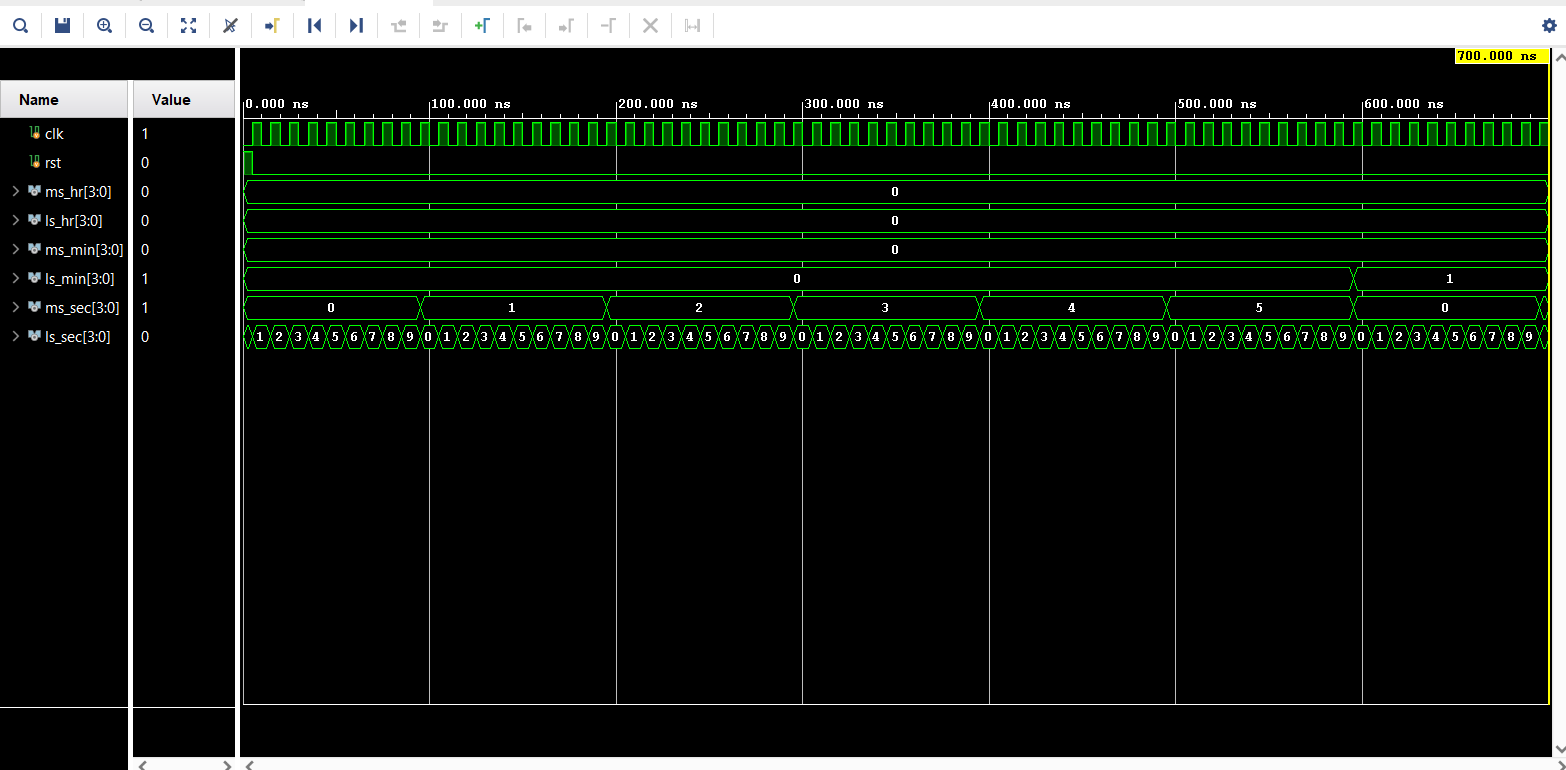 700.000 ns
Name Value
0.000 ns 100.000 ns 200.000 ns 300.000 ns 400.000 ns 500.000 ns 600.000 ns
clk 1
rst 0
ms_hr[3:0] 0 0
ls_hr[3:0] 0 0
ms_min[3:0] 0 0
ls_min[3:0] 1 0 1
ms_sec[3:0] 1 0 1 2 3 4 5 0
ls_sec[3:0] 0 1 2 3 4 5 6 7 8 9 0 1 2 3 4 5 6 7 8 9 0 1 2 3 4 5 6 7 8 9 0 1 2 3 4 5 6 7 8 9 0 1 2 3 4 5 6 7 8 9 0 1 2 3 4 5 6 7 8 9 0 1 2 3 4 5 6 7 8 9